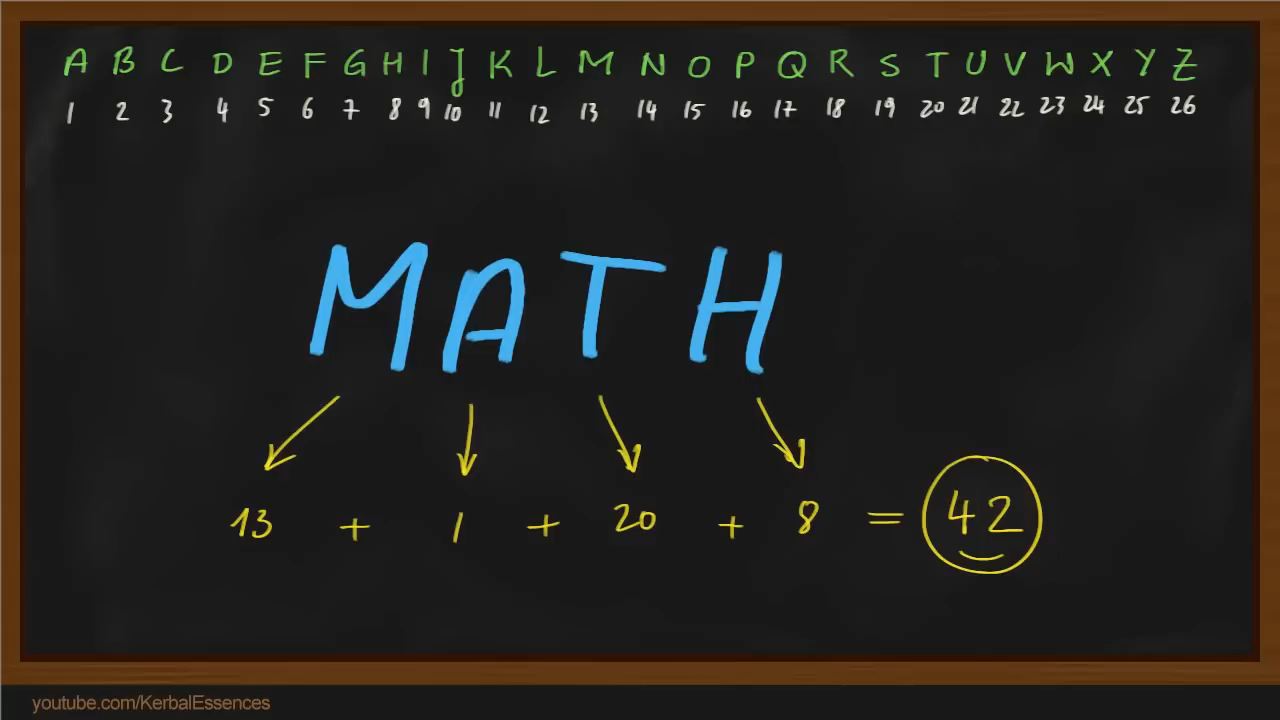 A B C D E F G H I J K L M N O P Q R S T U V W X Y Z
1 2 3 4 5 6 7 8 9 10 11 12 13 14 15 16 17 18 19 20 21 22 23 24 25 26
MATH
13 + 1 + 20 + 8 = 42
youtube.com/KerbalEssences